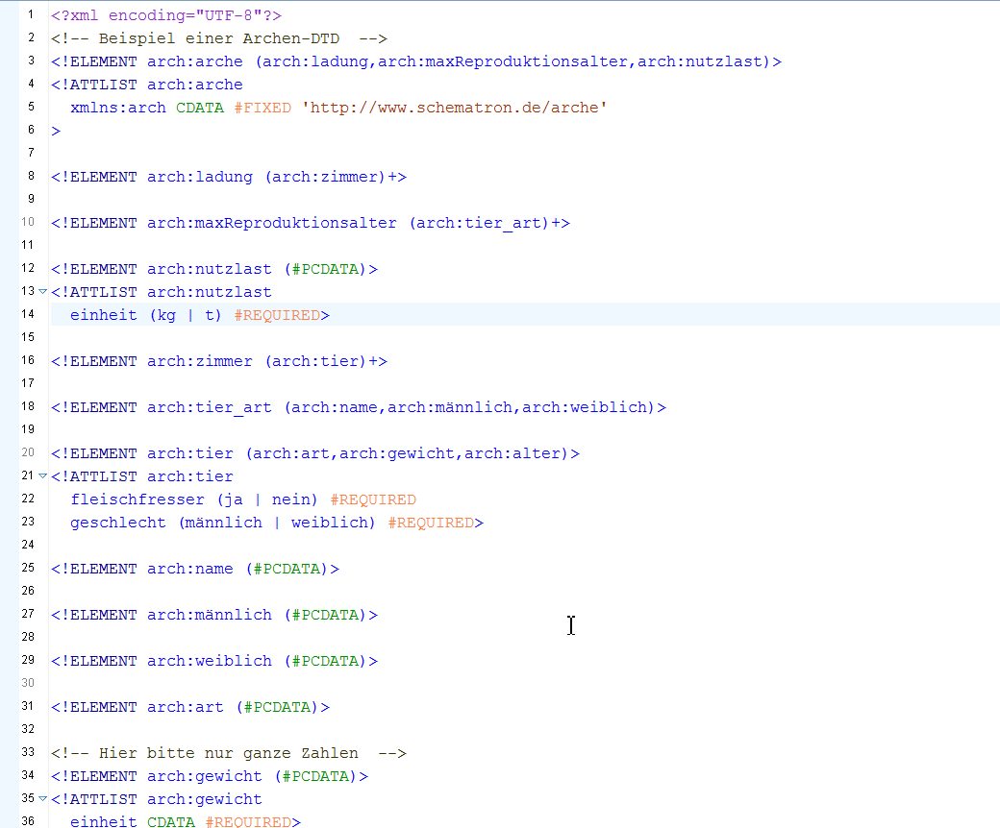 1 <?xml encoding="UTF-8"?>
2 <!-- Beispiel einer Archen-DTD  -->
3 <!ELEMENT arch:arche (arch:ladung,arch:maxReproduktionsalter,arch:nutzlast)>
4 <!ATTLIST arch:arche
5   xmlns:arch CDATA #FIXED 'http://www.schematron.de/arche'
6 >
7
8 <!ELEMENT arch:ladung (arch:zimmer)+>
9
10 <!ELEMENT arch:maxReproduktionsalter (arch:tier_art)+>
11
12 <!ELEMENT arch:nutzlast (#PCDATA)>
13 <!ATTLIST arch:nutzlast
14   einheit (kg | t) #REQUIRED>
15
16 <!ELEMENT arch:zimmer (arch:tier)+>
17
18 <!ELEMENT arch:tier_art (arch:name,arch:männlich,arch:weiblich)>
19
20 <!ELEMENT arch:tier (arch:art,arch:gewicht,arch:alter)>
21 <!ATTLIST arch:tier
22   fleischfresser (ja | nein) #REQUIRED
23   geschlecht (männlich | weiblich) #REQUIRED>
24
25 <!ELEMENT arch:name (#PCDATA)>
26
27 <!ELEMENT arch:männlich (#PCDATA)>
28
29 <!ELEMENT arch:weiblich (#PCDATA)>
30
31 <!ELEMENT arch:art (#PCDATA)>
32
33 <!-- Hier bitte nur ganze Zahlen  -->
34 <!ELEMENT arch:gewicht (#PCDATA)>
35 <!ATTLIST arch:gewicht
36   einheit CDATA #REQUIRED>